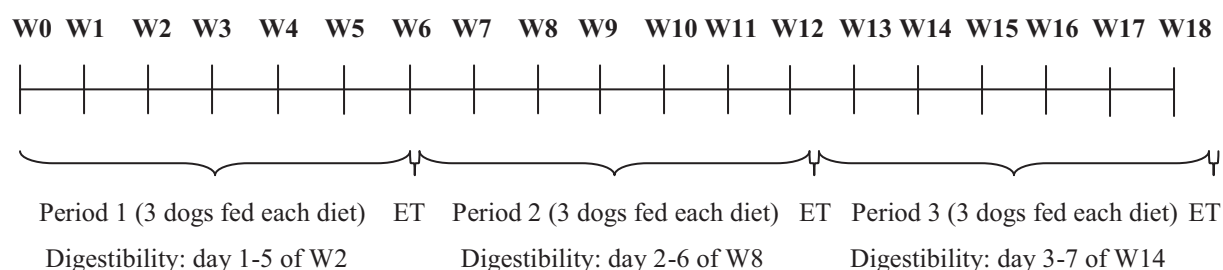 W0 W1 W2 W3 W4 W5 W6 W7 W8 W9 W10 W11 W12 W13 W14 W15 W16 W17 W18
Period 1 (3 dogs fed each diet) ET Period 2 (3 dogs fed each diet) ET Period 3 (3 dogs fed each diet) ET
Digestibility: day 1-5 of W2 Digestibility: day 2-6 of W8 Digestibility: day 3-7 of W14